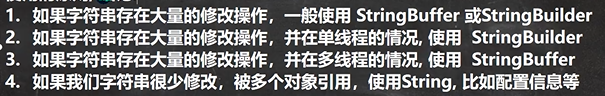 1. 如果字符串存在大量的修改操作，一般使用 StringBuffer 或StringBuilder
2. 如果字符串存在大量的修改操作，并在单线程的情况, 使用 StringBuilder
3. 如果字符串存在大量的修改操作，并在多线程的情况, 使用 StringBuffer
4. 如果我们字符串很少修改，被多个对象引用，使用String, 比如配置信息等